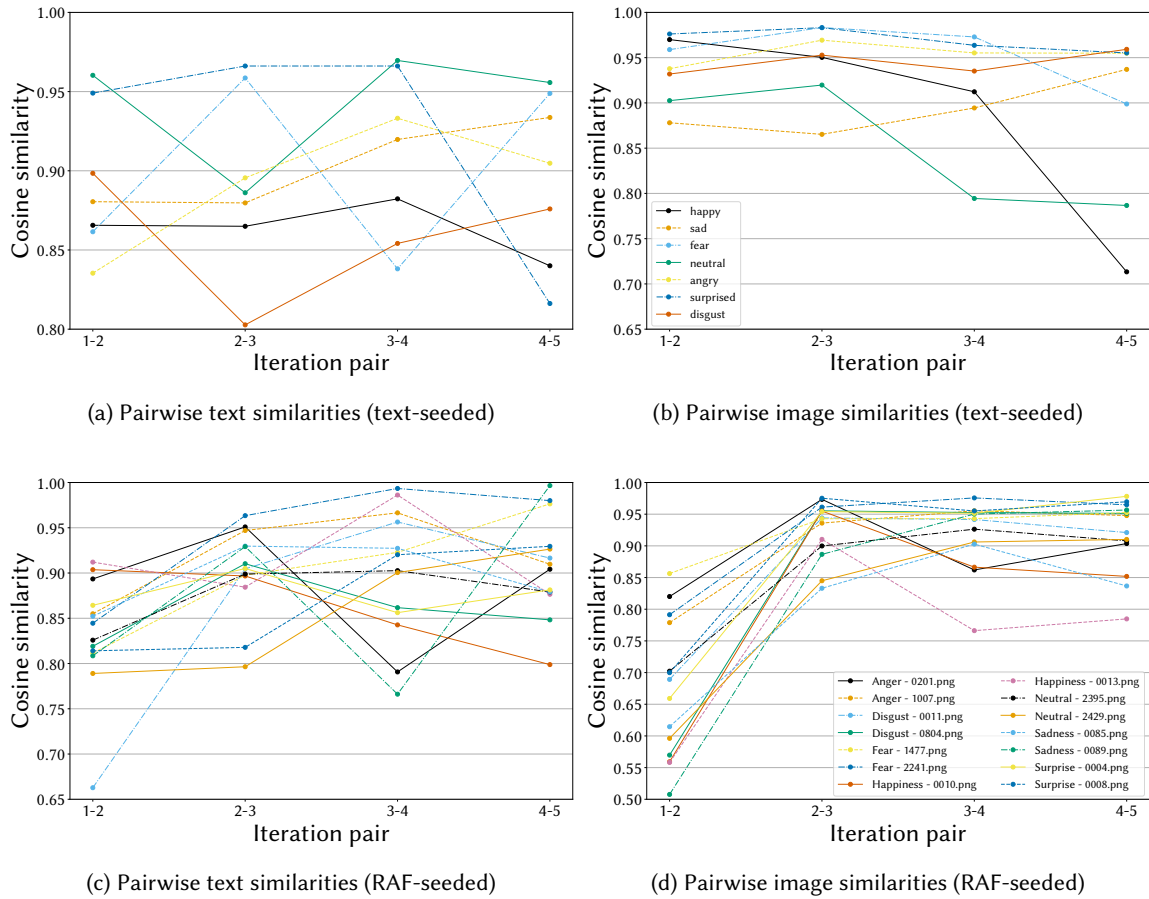 1.00
0.95
0.90
0.85
0.80
Cosine similarity
1-2 2-3 3-4 4-5
Iteration pair
(a) Pairwise text similarities (text-seeded)
1.00
0.95
0.90
0.85
0.80
0.75
0.70
0.65
Cosine similarity
happy
sad
fear
neutral
angry
surprised
disgust
1-2 2-3 3-4 4-5
Iteration pair
(b) Pairwise image similarities (text-seeded)
1.00
0.95
0.90
0.85
0.80
0.75
0.70
0.65
Cosine similarity
1-2 2-3 3-4 4-5
Iteration pair
(c) Pairwise text similarities (RAF-seeded)
1.00
0.95
0.90
0.85
0.80
0.75
0.70
0.65
0.60
0.55
0.50
Cosine similarity
Anger - 0201.png
Anger - 1007.png
Disgust - 0011.png
Disgust - 0804.png
Fear - 1477.png
Fear - 2241.png
Happiness - 0010.png
Happiness - 0013.png
Neutral - 2395.png
Neutral - 2429.png
Sadness - 0085.png
Sadness - 0089.png
Surprise - 0004.png
Surprise - 0008.png
1-2 2-3 3-4 4-5
Iteration pair
(d) Pairwise image similarities (RAF-seeded)